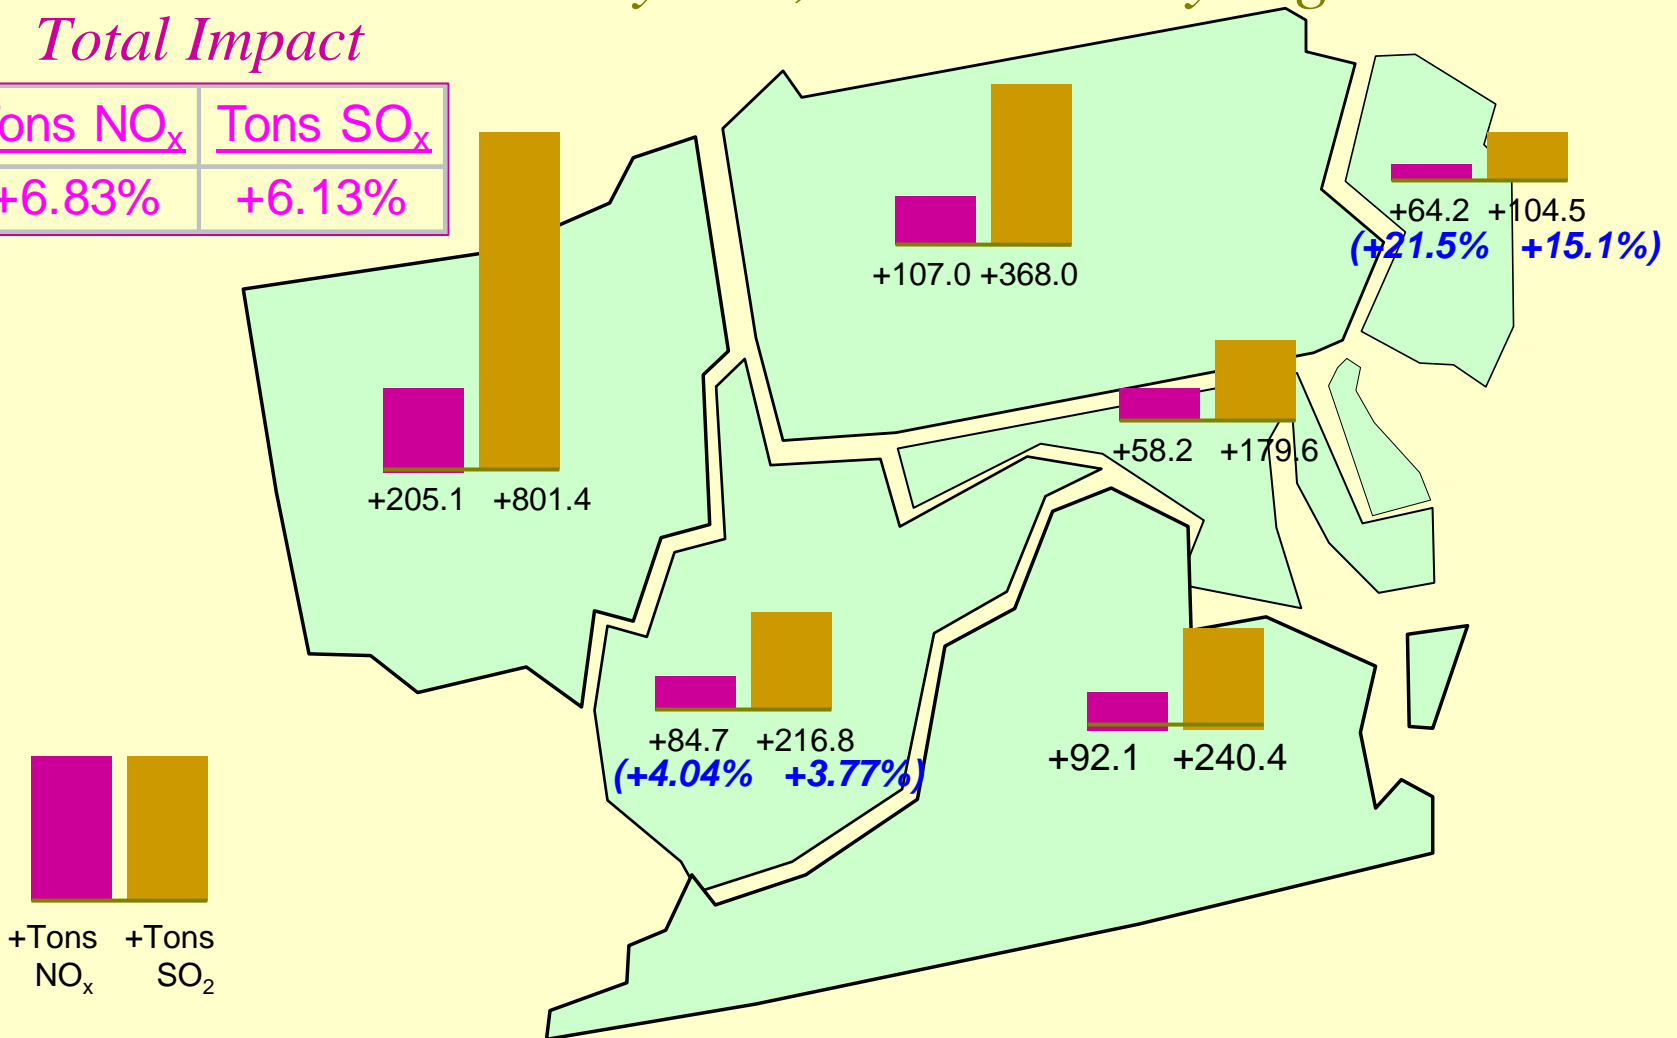 Total Impact
ons NOx Tons SOx
+6.83% +6.13%
+64.2 +104.5
(+21.5% +15.1%)
+107.0 +368.0
+58.2 +179.6
+205.1 +801.4
+84.7 +216.8
(+4.04% +3.77%)
+92.1 +240.4
+Tons +Tons
NOx SO2